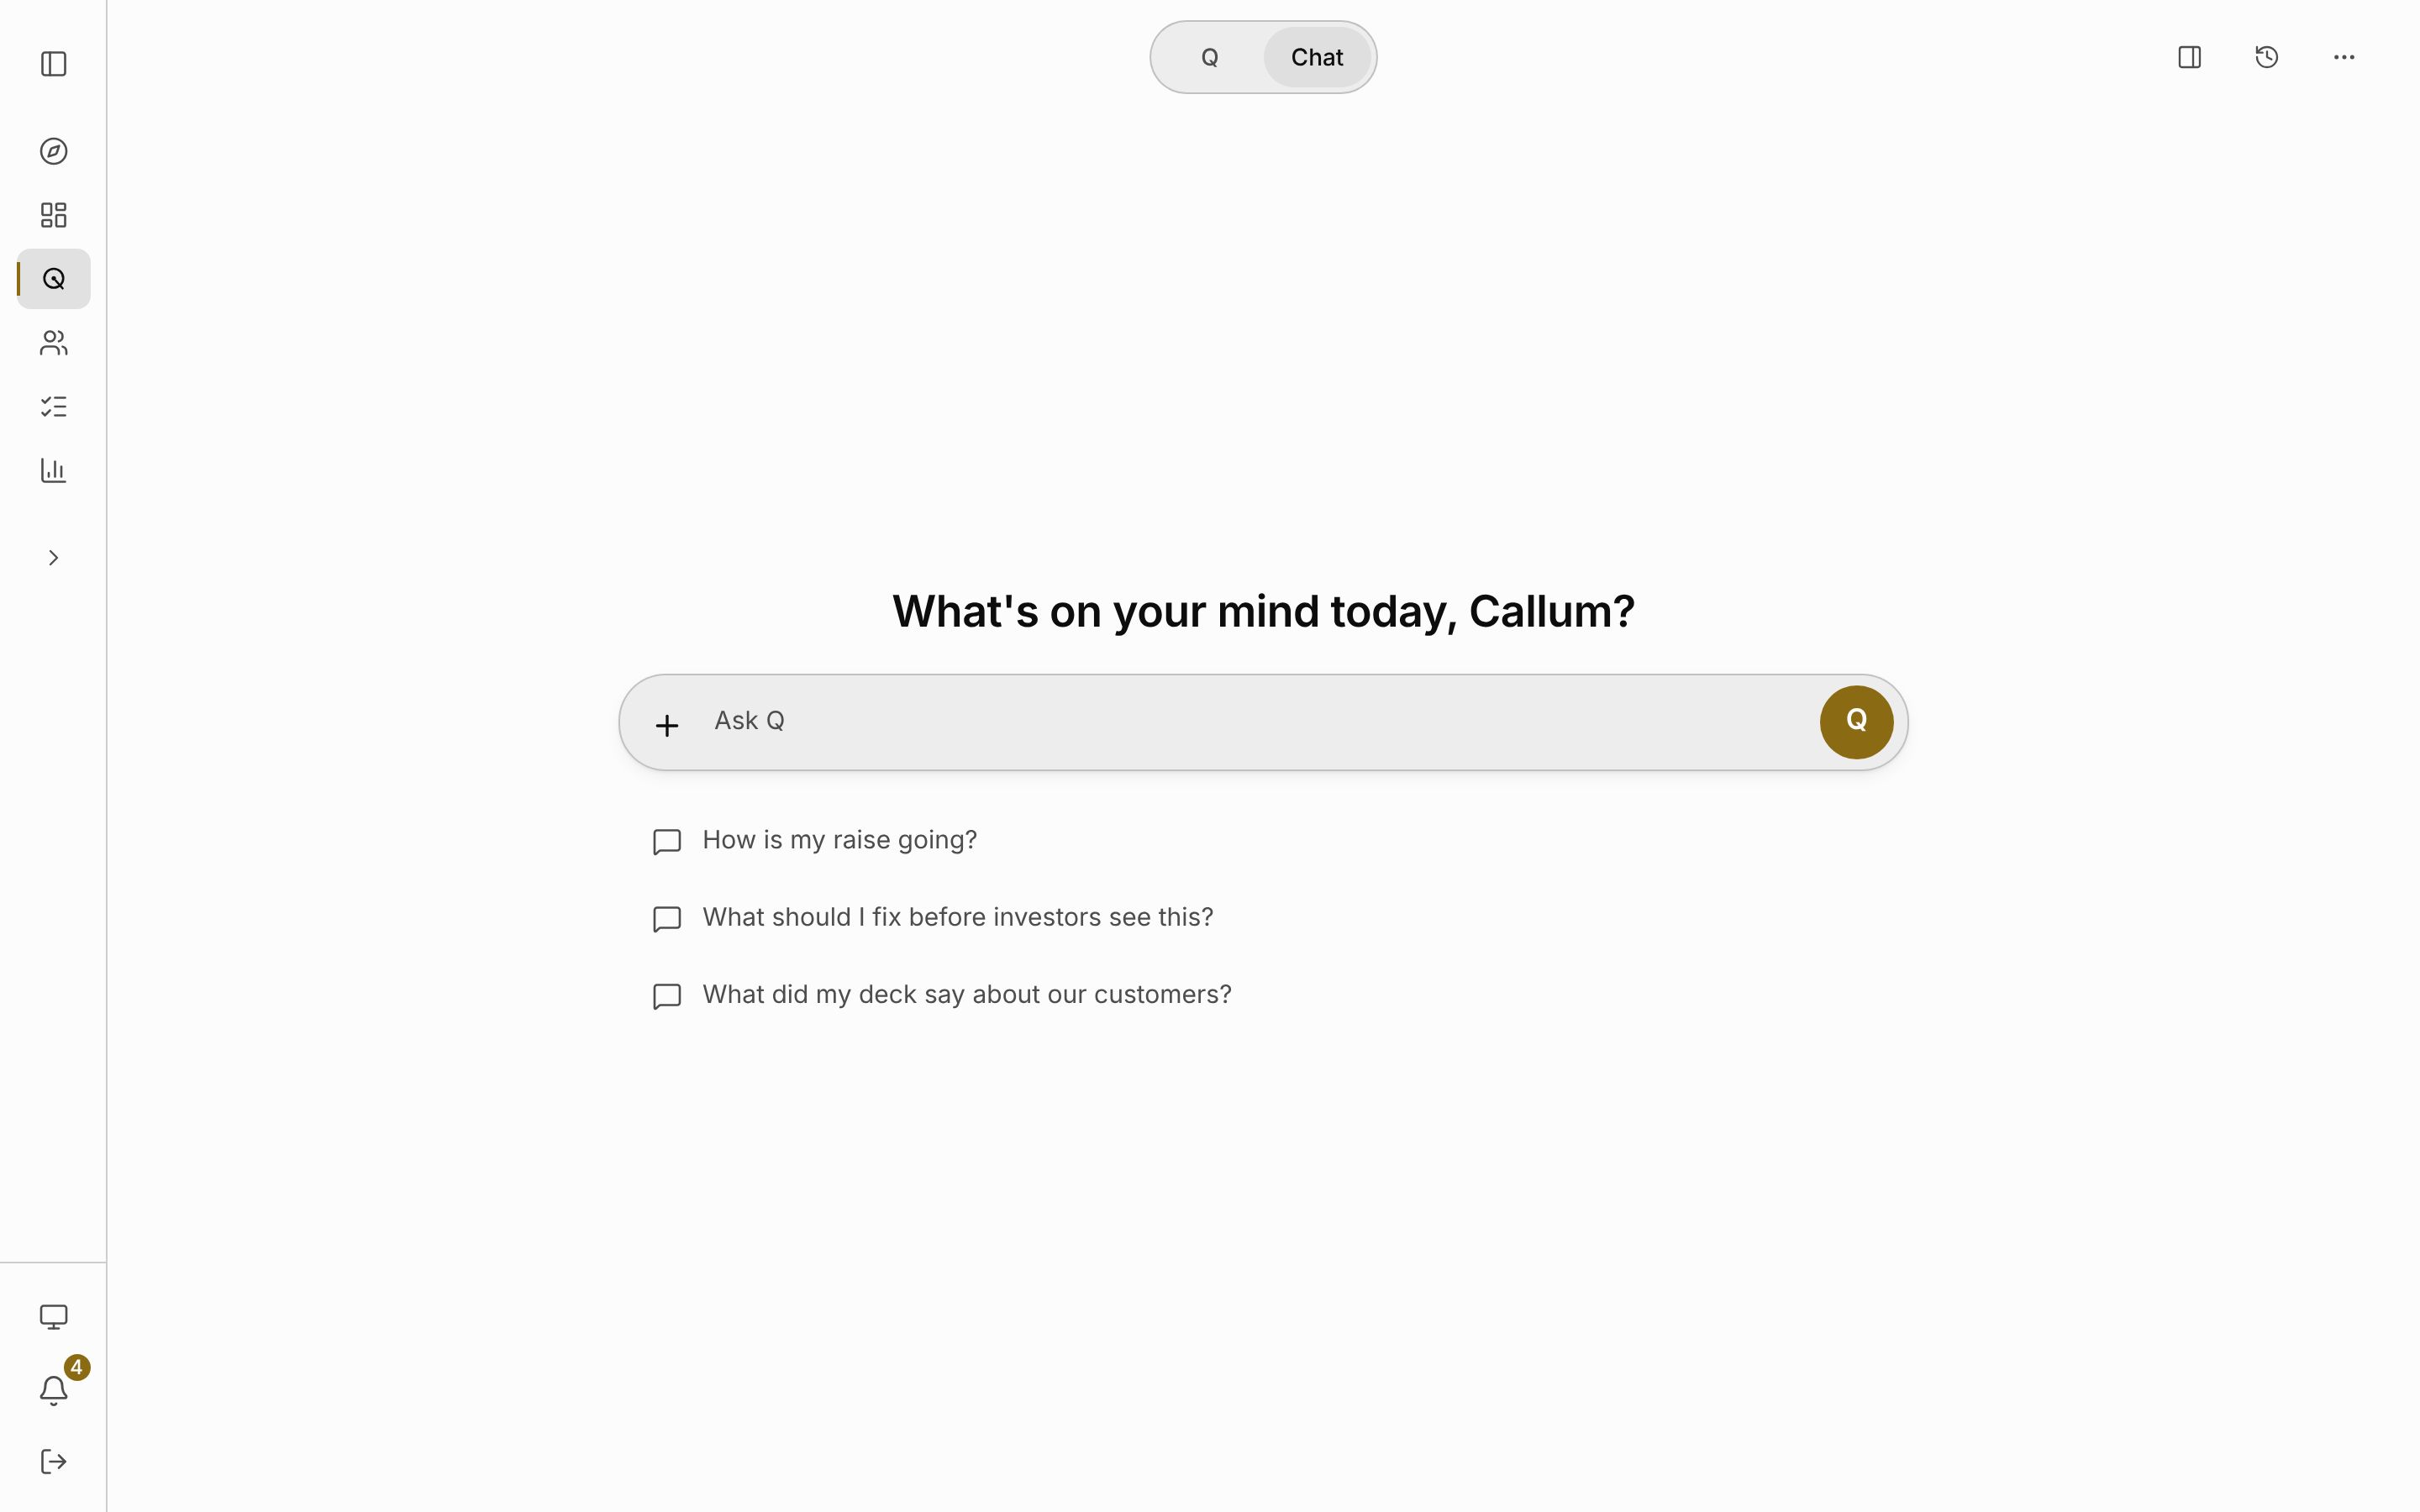 Q Chat
What's on your mind today, Callum?
Ask Q
Q
How is my raise going?
What should I fix before investors see this?
What did my deck say about our customers?
4